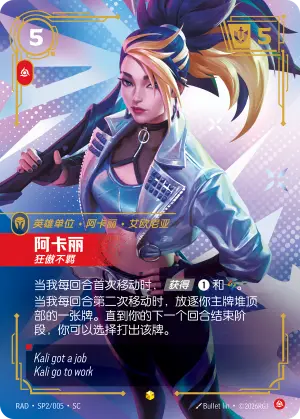 5
5
英雄单位·阿卡丽·艾欧尼亚
阿卡丽
狂傲不羁
当我每回合首次移动时，获得 1 和
当我每回合第二次移动时，放逐你主牌堆顶
部的一张牌。直到你的下一个回合结束阶
段，你可以选择打出该牌。
Kali got a job
Kali go to work
RAD · SP2/005 · SC
©2026RGT